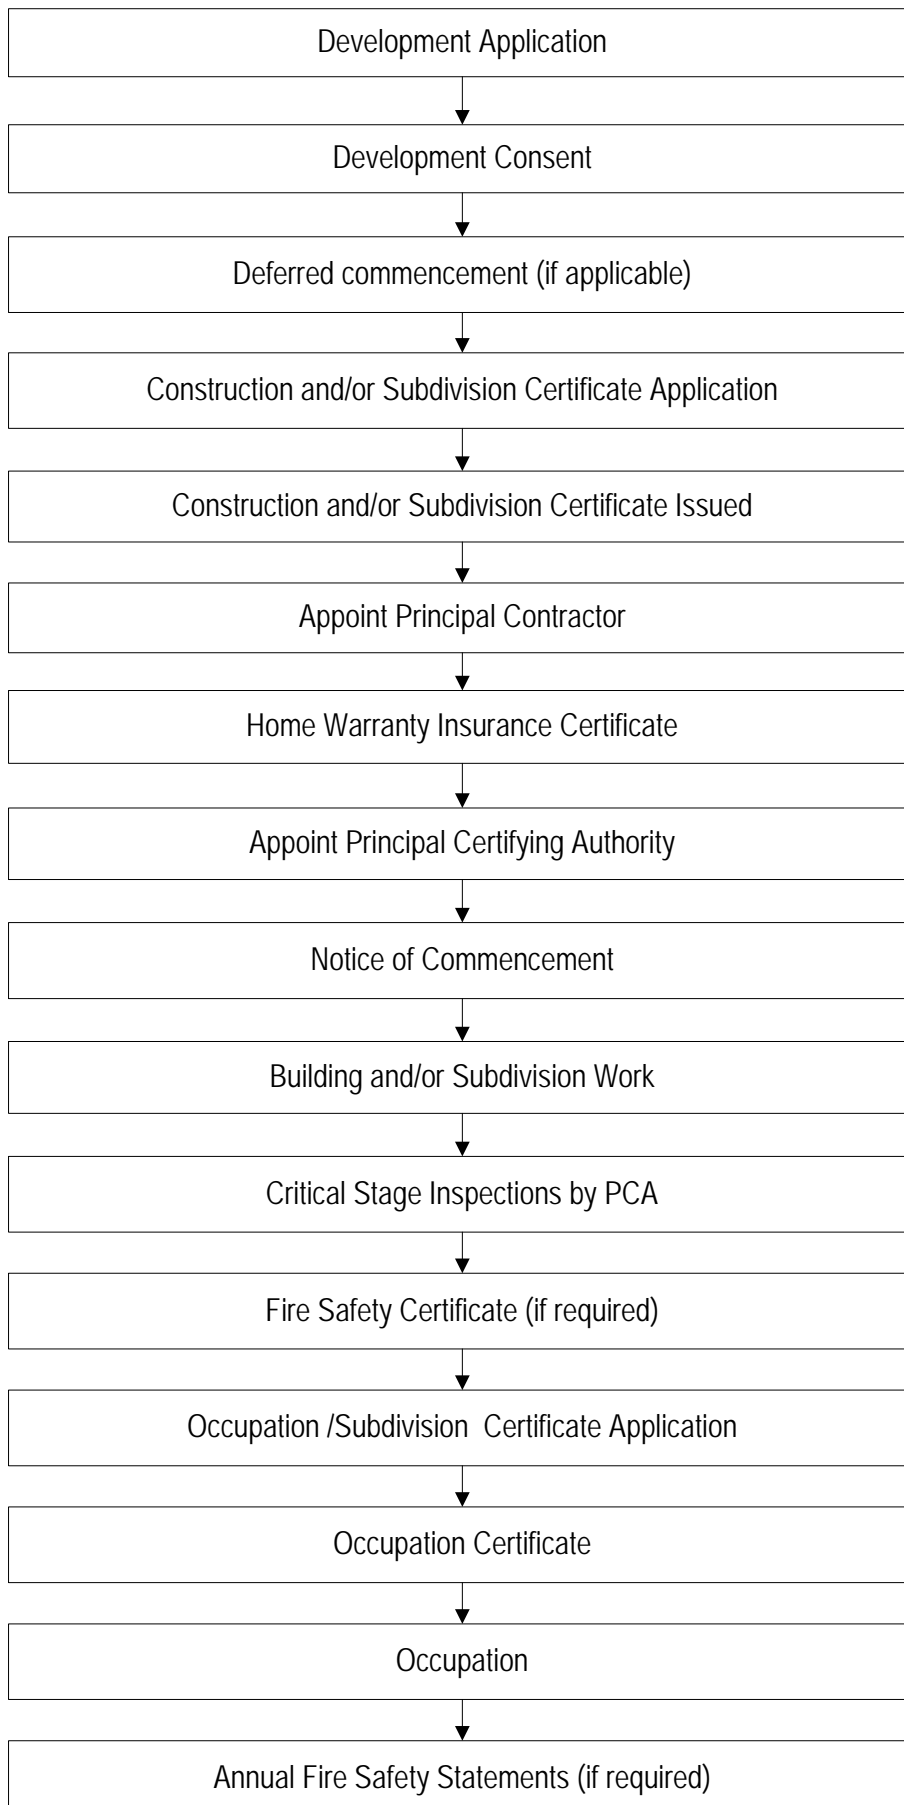 Development Application
Development Consent
Deferred commencement (if applicable)
Construction and/or Subdivision Certificate Application
Construction and/or Subdivision Certificate Issued
Appoint Principal Contractor
Home Warranty Insurance Certificate
Appoint Principal Certifying Authority
Notice of Commencement
Building and/or Subdivision Work
Critical Stage Inspections by PCA
Fire Safety Certificate (if required)
Occupation /Subdivision  Certificate Application
Occupation Certificate
Occupation
Annual Fire Safety Statements (if required)